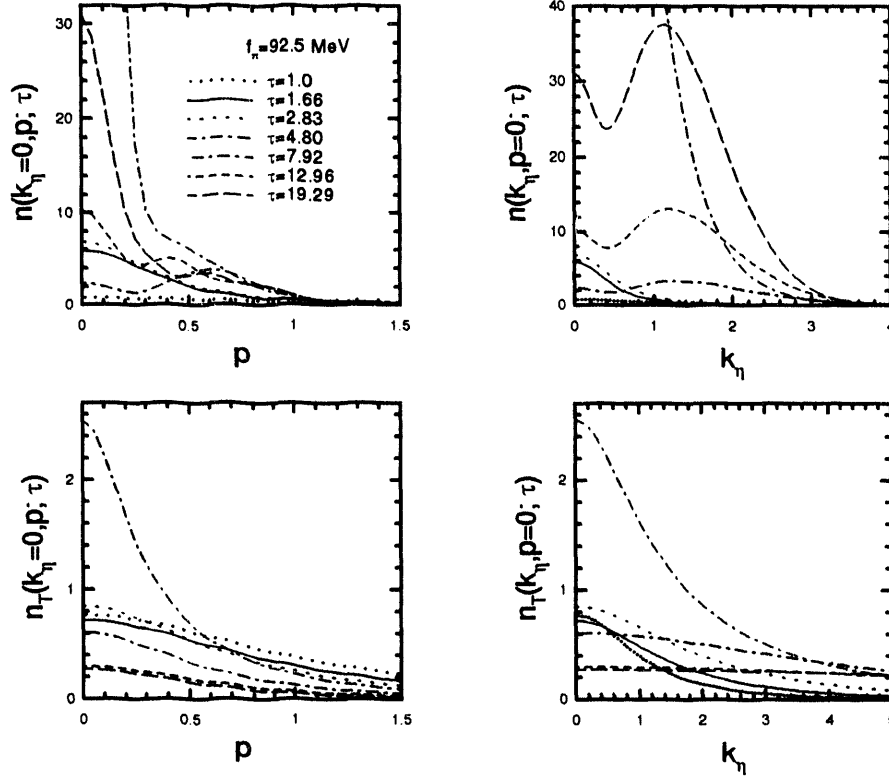 n(k_η=0,p; τ)
30
20
10
0
f_π=92.5 MeV
τ=1.0
τ=1.66
τ=2.83
τ=4.80
τ=7.92
τ=12.96
τ=19.29
0 0.5 1 1.5
p
n(k_η,p=0; τ)
40
30
20
10
0
0 1 2 3 4
k_η
n_T(k_η=0,p; τ)
2
1
0
0 0.5 1.0 1.5
p
n_T(k_η,p=0; τ)
2
1
0
0 1 2 3 4 5
k_η